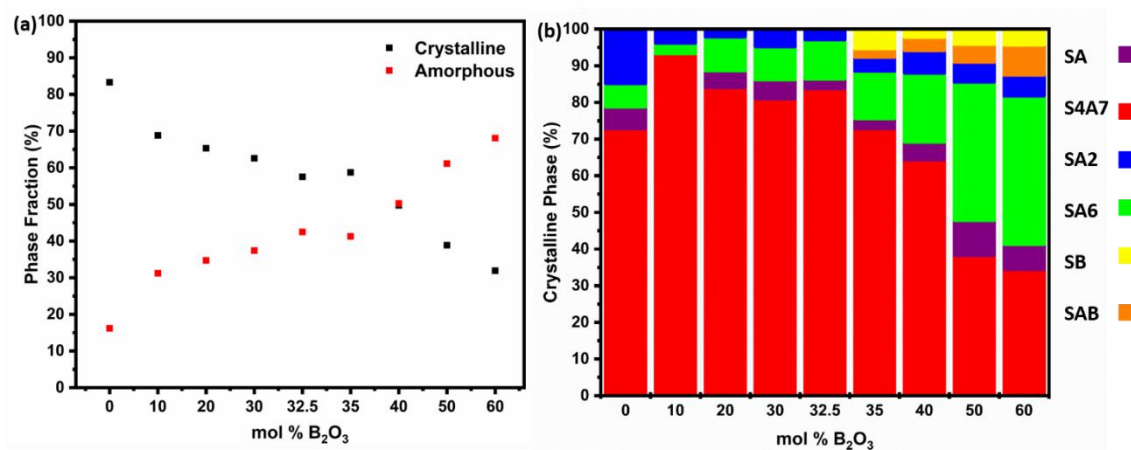 (a)
Phase Fraction (%)
100
90
80
70
60
50
40
30
20
10
0
Crystalline
Amorphous
0 10 20 30 32.5 35 40 50 60
mol % B₂O₃
(b)
Crystalline Phase (%)
100
90
80
70
60
50
40
30
20
10
0
0 10 20 30 32.5 35 40 50 60
mol % B₂O₃
SA
S4A7
SA2
SA6
SB
SAB